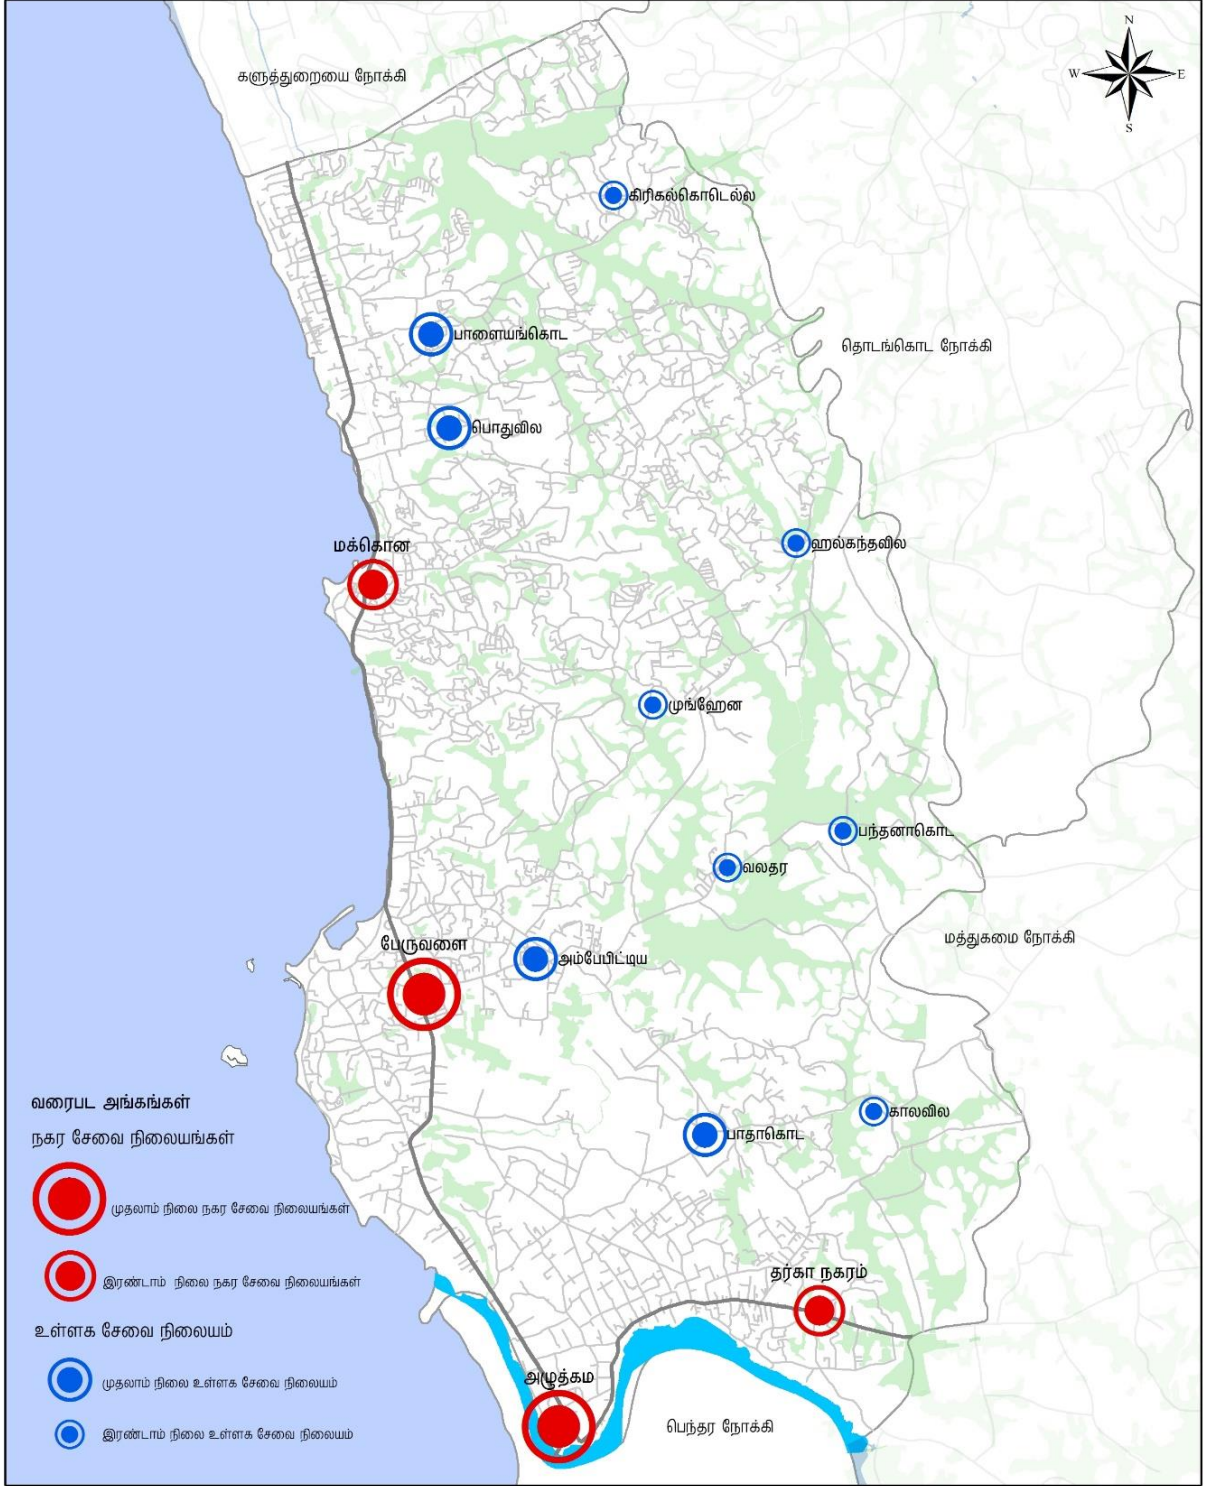 N
W
E
S
களுத்துறையை நோக்கி
கிரிகல்கொடெல்ல
பாளையங்கொட
தொடங்கொட நோக்கி
பொதுவில
மக்கொன
ஹல்கந்தவில
முங்ஹேன
பந்தனாகொட
வலதர
பேருவளை
மத்துகமை நோக்கி
அம்பேபிட்டிய
வரைபட அங்கங்கள்
நகர சேவை நிலையங்கள்
காலவில
பாதாகொட
முதலாம் நிலை நகர சேவை நிலையங்கள்
தர்கா நகரம்
இரண்டாம் நிலை நகர சேவை நிலையங்கள்
உள்ளக சேவை நிலையம்
முதலாம் நிலை உள்ளக சேவை நிலையம்
அழுத்கம
பெந்தர நோக்கி
இரண்டாம் நிலை உள்ளக சேவை நிலையம்